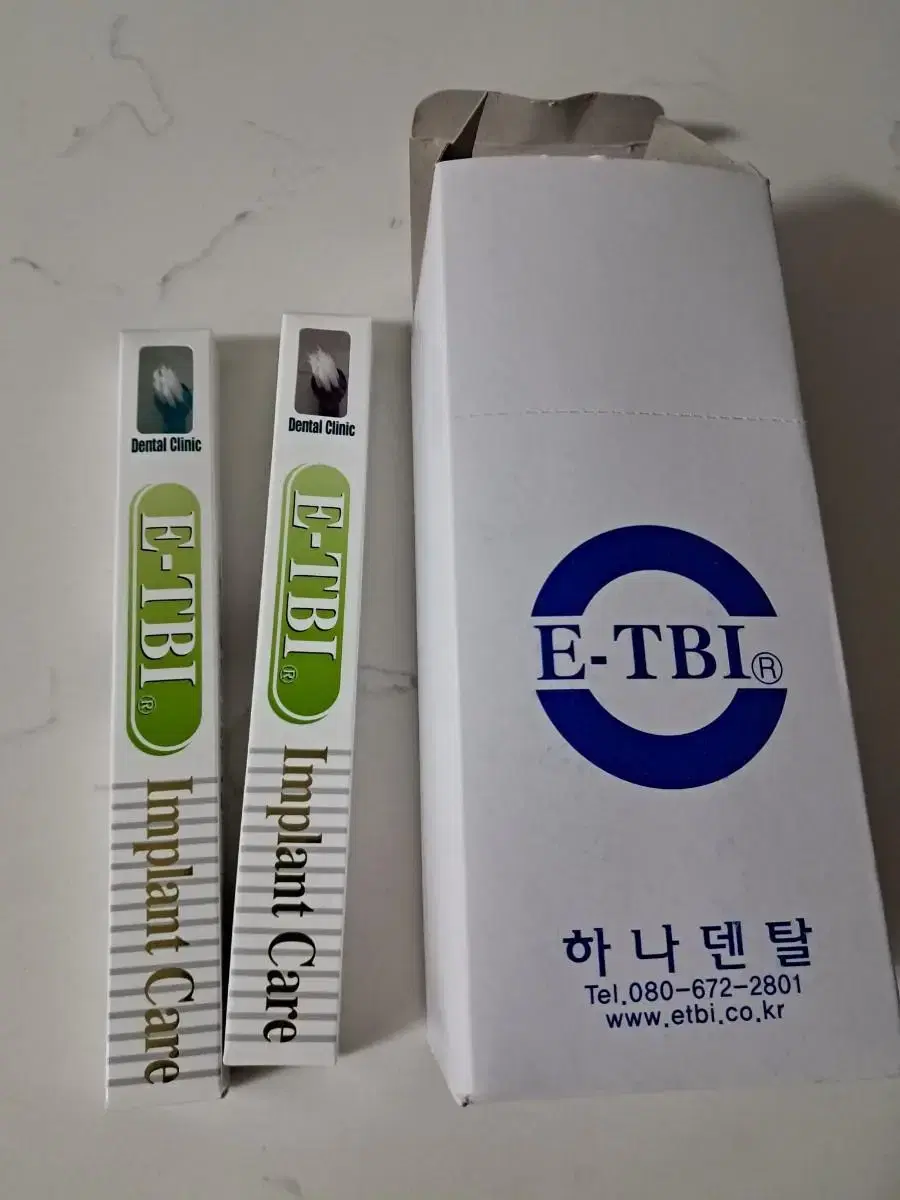 Dental Clinic
E-TBI®
Implant Care
Dental Clinic
E-TBI®
Implant Care
E-TBI®
하나덴탈
Tel.080-672-2801
www.etbi.co.kr